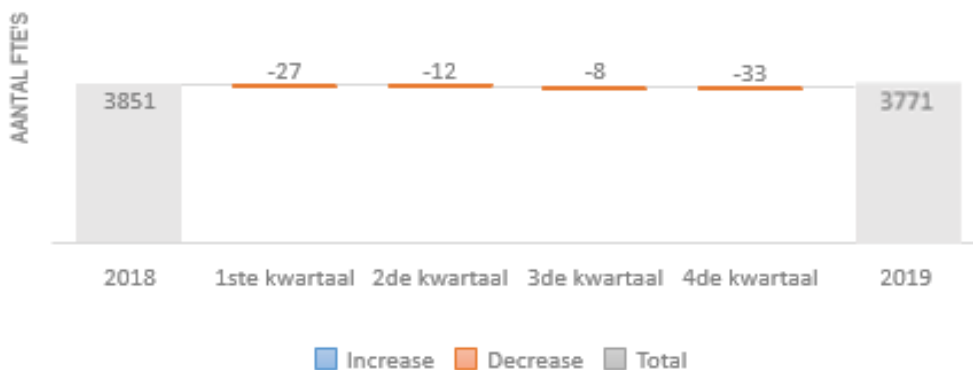 AANTAL FTE'S
-27 -12 -8 -33
3851 3771
2018 1ste kwartaal 2de kwartaal 3de kwartaal 4de kwartaal 2019
Increase Decrease Total